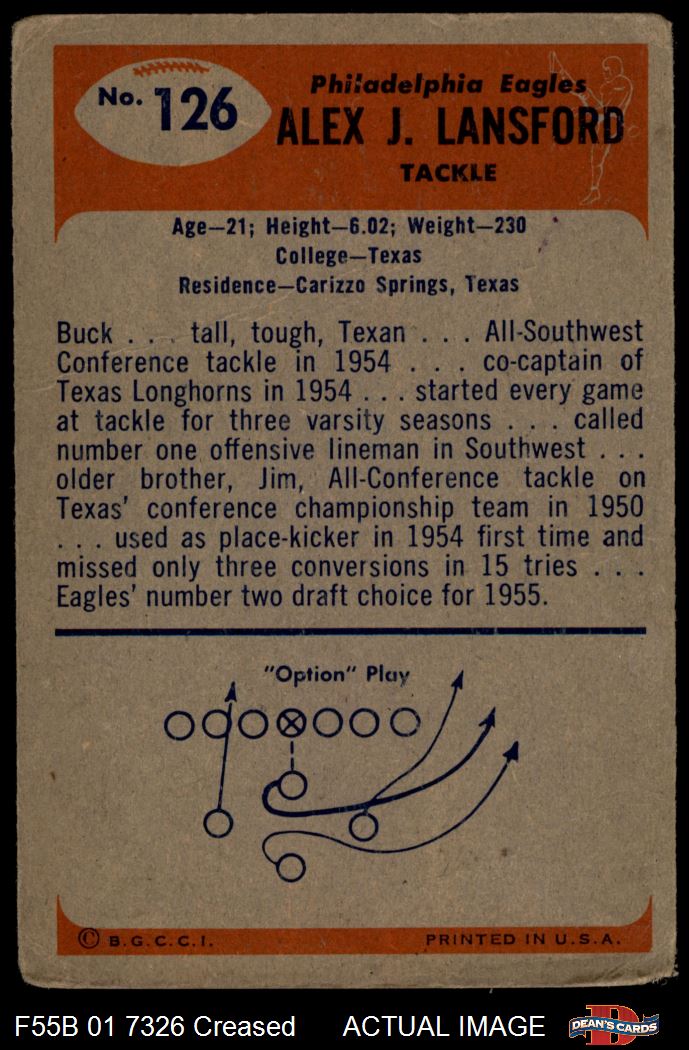 No. 126
Philadelphia Eagles
ALEX J. LANSFORD
TACKLE
Age—21; Height—6.02; Weight—230
College—Texas
Residence—Carizzo Springs, Texas
Buck . . . tall, tough, Texan . . . All-Southwest
Conference tackle in 1954 . . . co-captain of
Texas Longhorns in 1954 . . . started every game
at tackle for three varsity seasons . . . called
number one offensive lineman in Southwest . . .
older brother, Jim, All-Conference tackle on
Texas' conference championship team in 1950
. . . used as place-kicker in 1954 first time and
missed only three conversions in 15 tries . . .
Eagles' number two draft choice for 1955.
"Option" Play
© B.G.C.C.I. PRINTED IN U.S.A.
F55B 01 7326 Creased ACTUAL IMAGE D DEAN'S CARDS